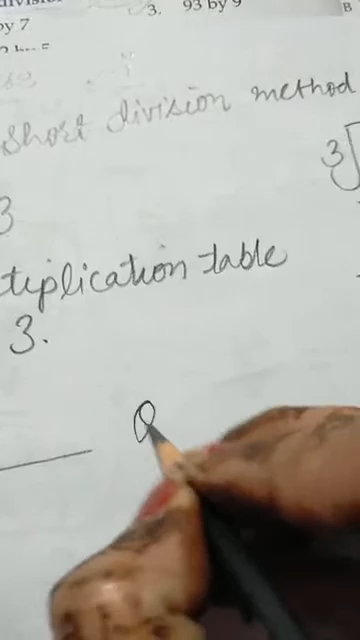 3. 93 by 9
B
by 7
short division method
3
3
tiplication table
3.
Q